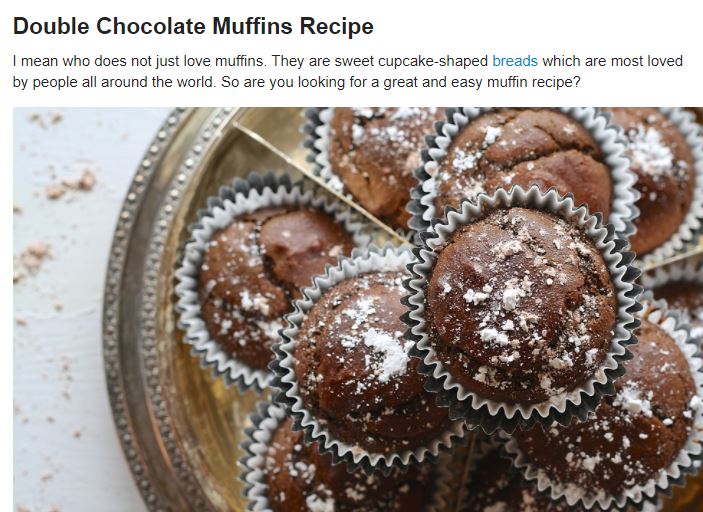 Double Chocolate Muffins Recipe
I mean who does not just love muffins. They are sweet cupcake-shaped breads which are most loved
by people all around the world. So are you looking for a great and easy muffin recipe?